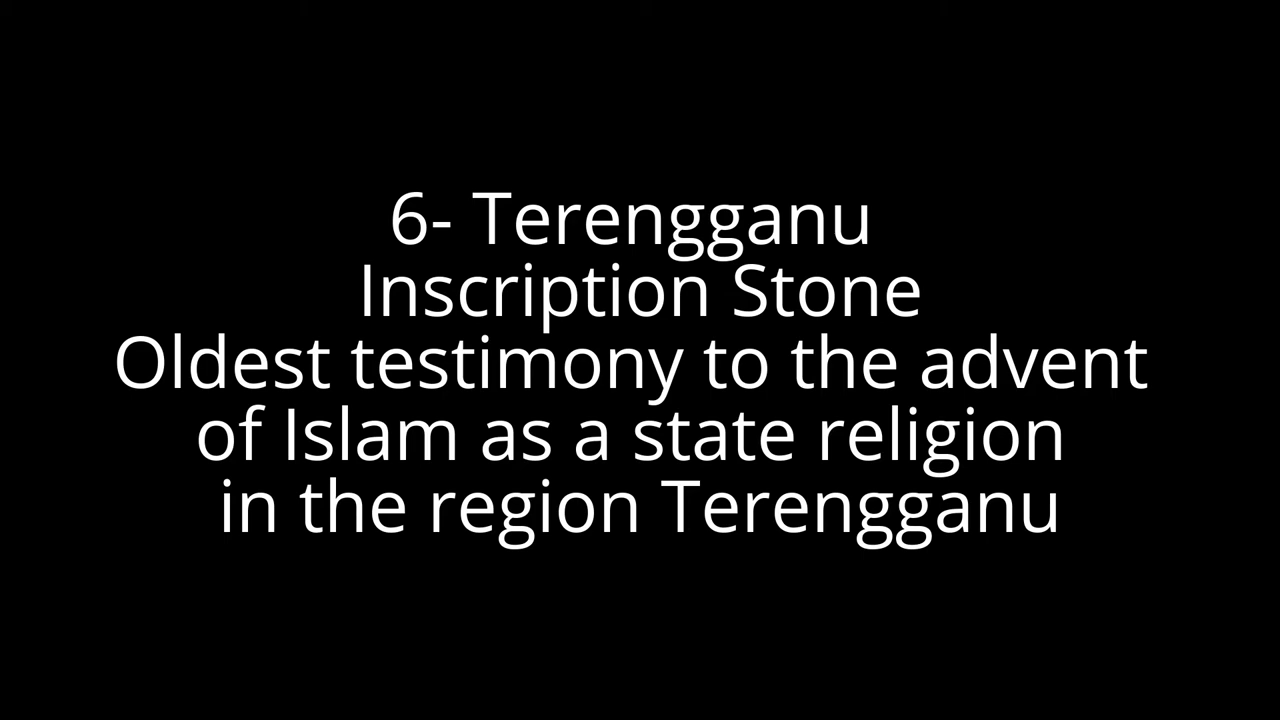 6- Terengganu
Inscription Stone
Oldest testimony to the advent
of Islam as a state religion
in the region Terengganu